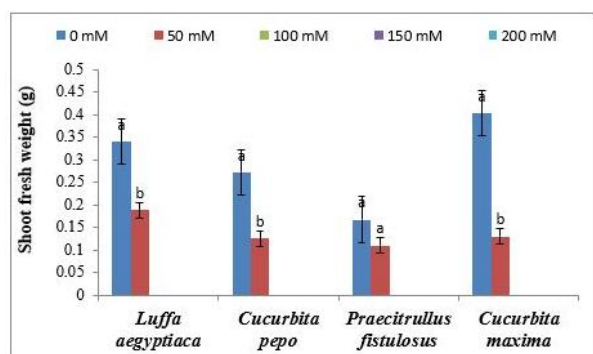 0 mM 50 mM 100 mM 150 mM 200 mM
Shoot fresh weight (g)
0.5
0.45
0.4
0.35
0.3
0.25
0.2
0.15
0.1
0.05
0
a b a b a a a b
Luffa aegyptiaca
Cucurbita pepo
Praecitrullus fistulosus
Cucurbita maxima